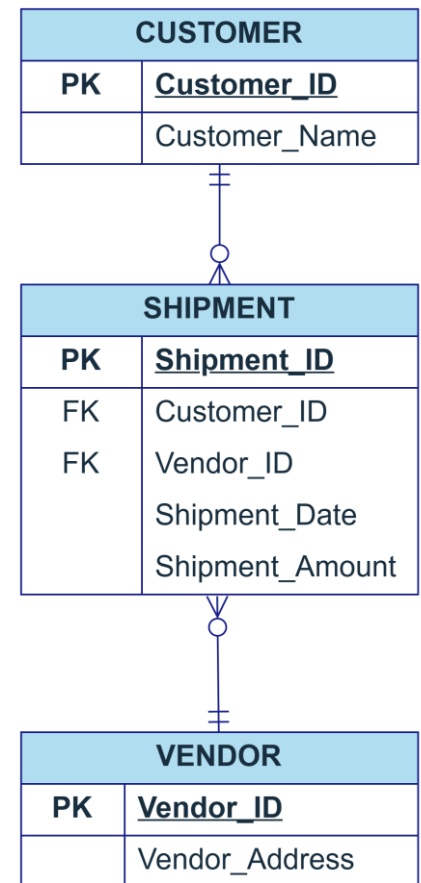 CUSTOMER
PK Customer_ID
Customer_Name
SHIPMENT
PK Shipment_ID
FK Customer_ID
FK Vendor_ID
Shipment_Date
Shipment_Amount
VENDOR
PK Vendor_ID
Vendor_Address